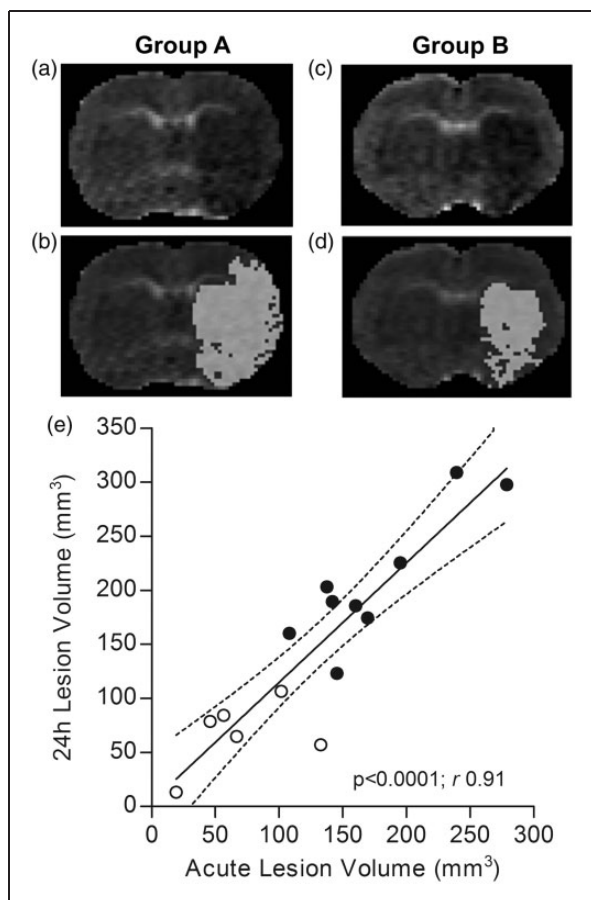 Group A Group B
(a) (c)
(b) (d)
(e)
350
300
250
200
150
100
50
0
24h Lesion Volume (mm³)
p<0.0001; r 0.91
0 50 100 150 200 250 300
Acute Lesion Volume (mm³)